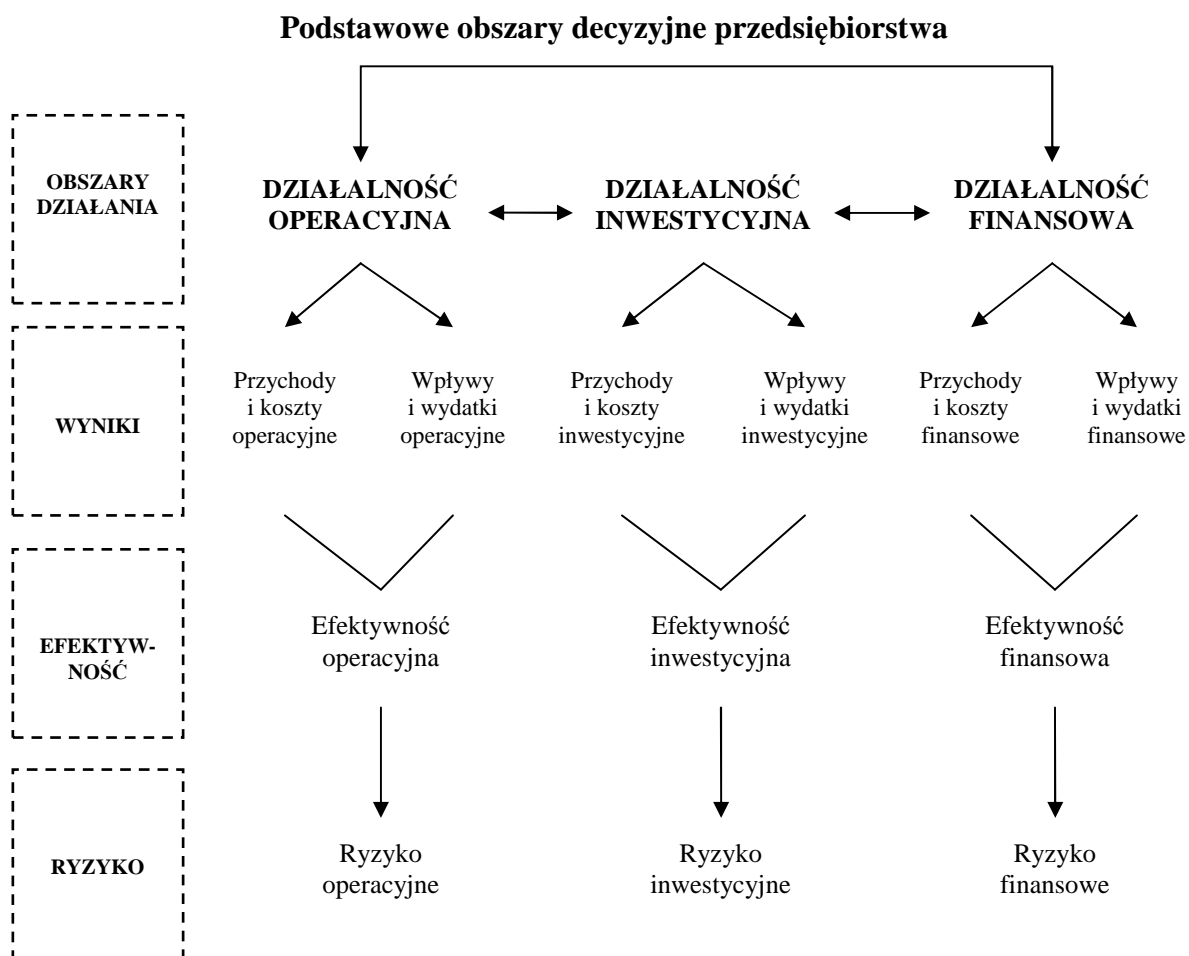 Podstawowe obszary decyzyjne przedsiębiorstwa
OBSZARY
DZIAŁANIA
DZIAŁALNOŚĆ
OPERACYJNA
DZIAŁALNOŚĆ
INWESTYCYJNA
DZIAŁALNOŚĆ
FINANSOWA
WYNIKI
Przychody
i koszty
operacyjne
Wpływy
i wydatki
operacyjne
Przychody
i koszty
inwestycyjne
Wpływy
i wydatki
inwestycyjne
Przychody
i koszty
finansowe
Wpływy
i wydatki
finansowe
EFEKTYW-
NOŚĆ
Efektywność
operacyjna
Efektywność
inwestycyjna
Efektywność
finansowa
RYZYKO
Ryzyko
operacyjne
Ryzyko
inwestycyjne
Ryzyko
finansowe